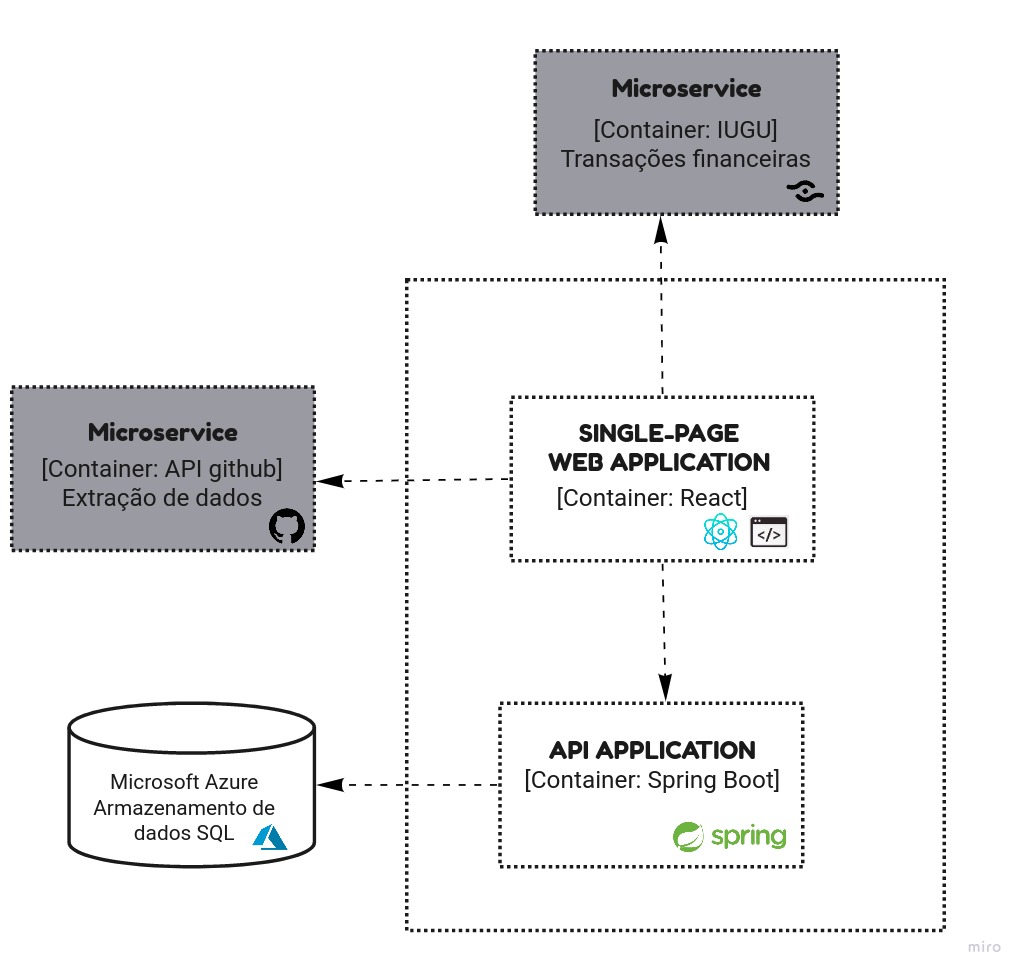 Microservice
[Container: IUGU]
Transações financeiras
Microservice
[Container: API github]
Extração de dados
SINGLE-PAGE
WEB APPLICATION
[Container: React]
</>
Microsoft Azure
Armazenamento de
dados SQL
API APPLICATION
[Container: Spring Boot]
spring
miro